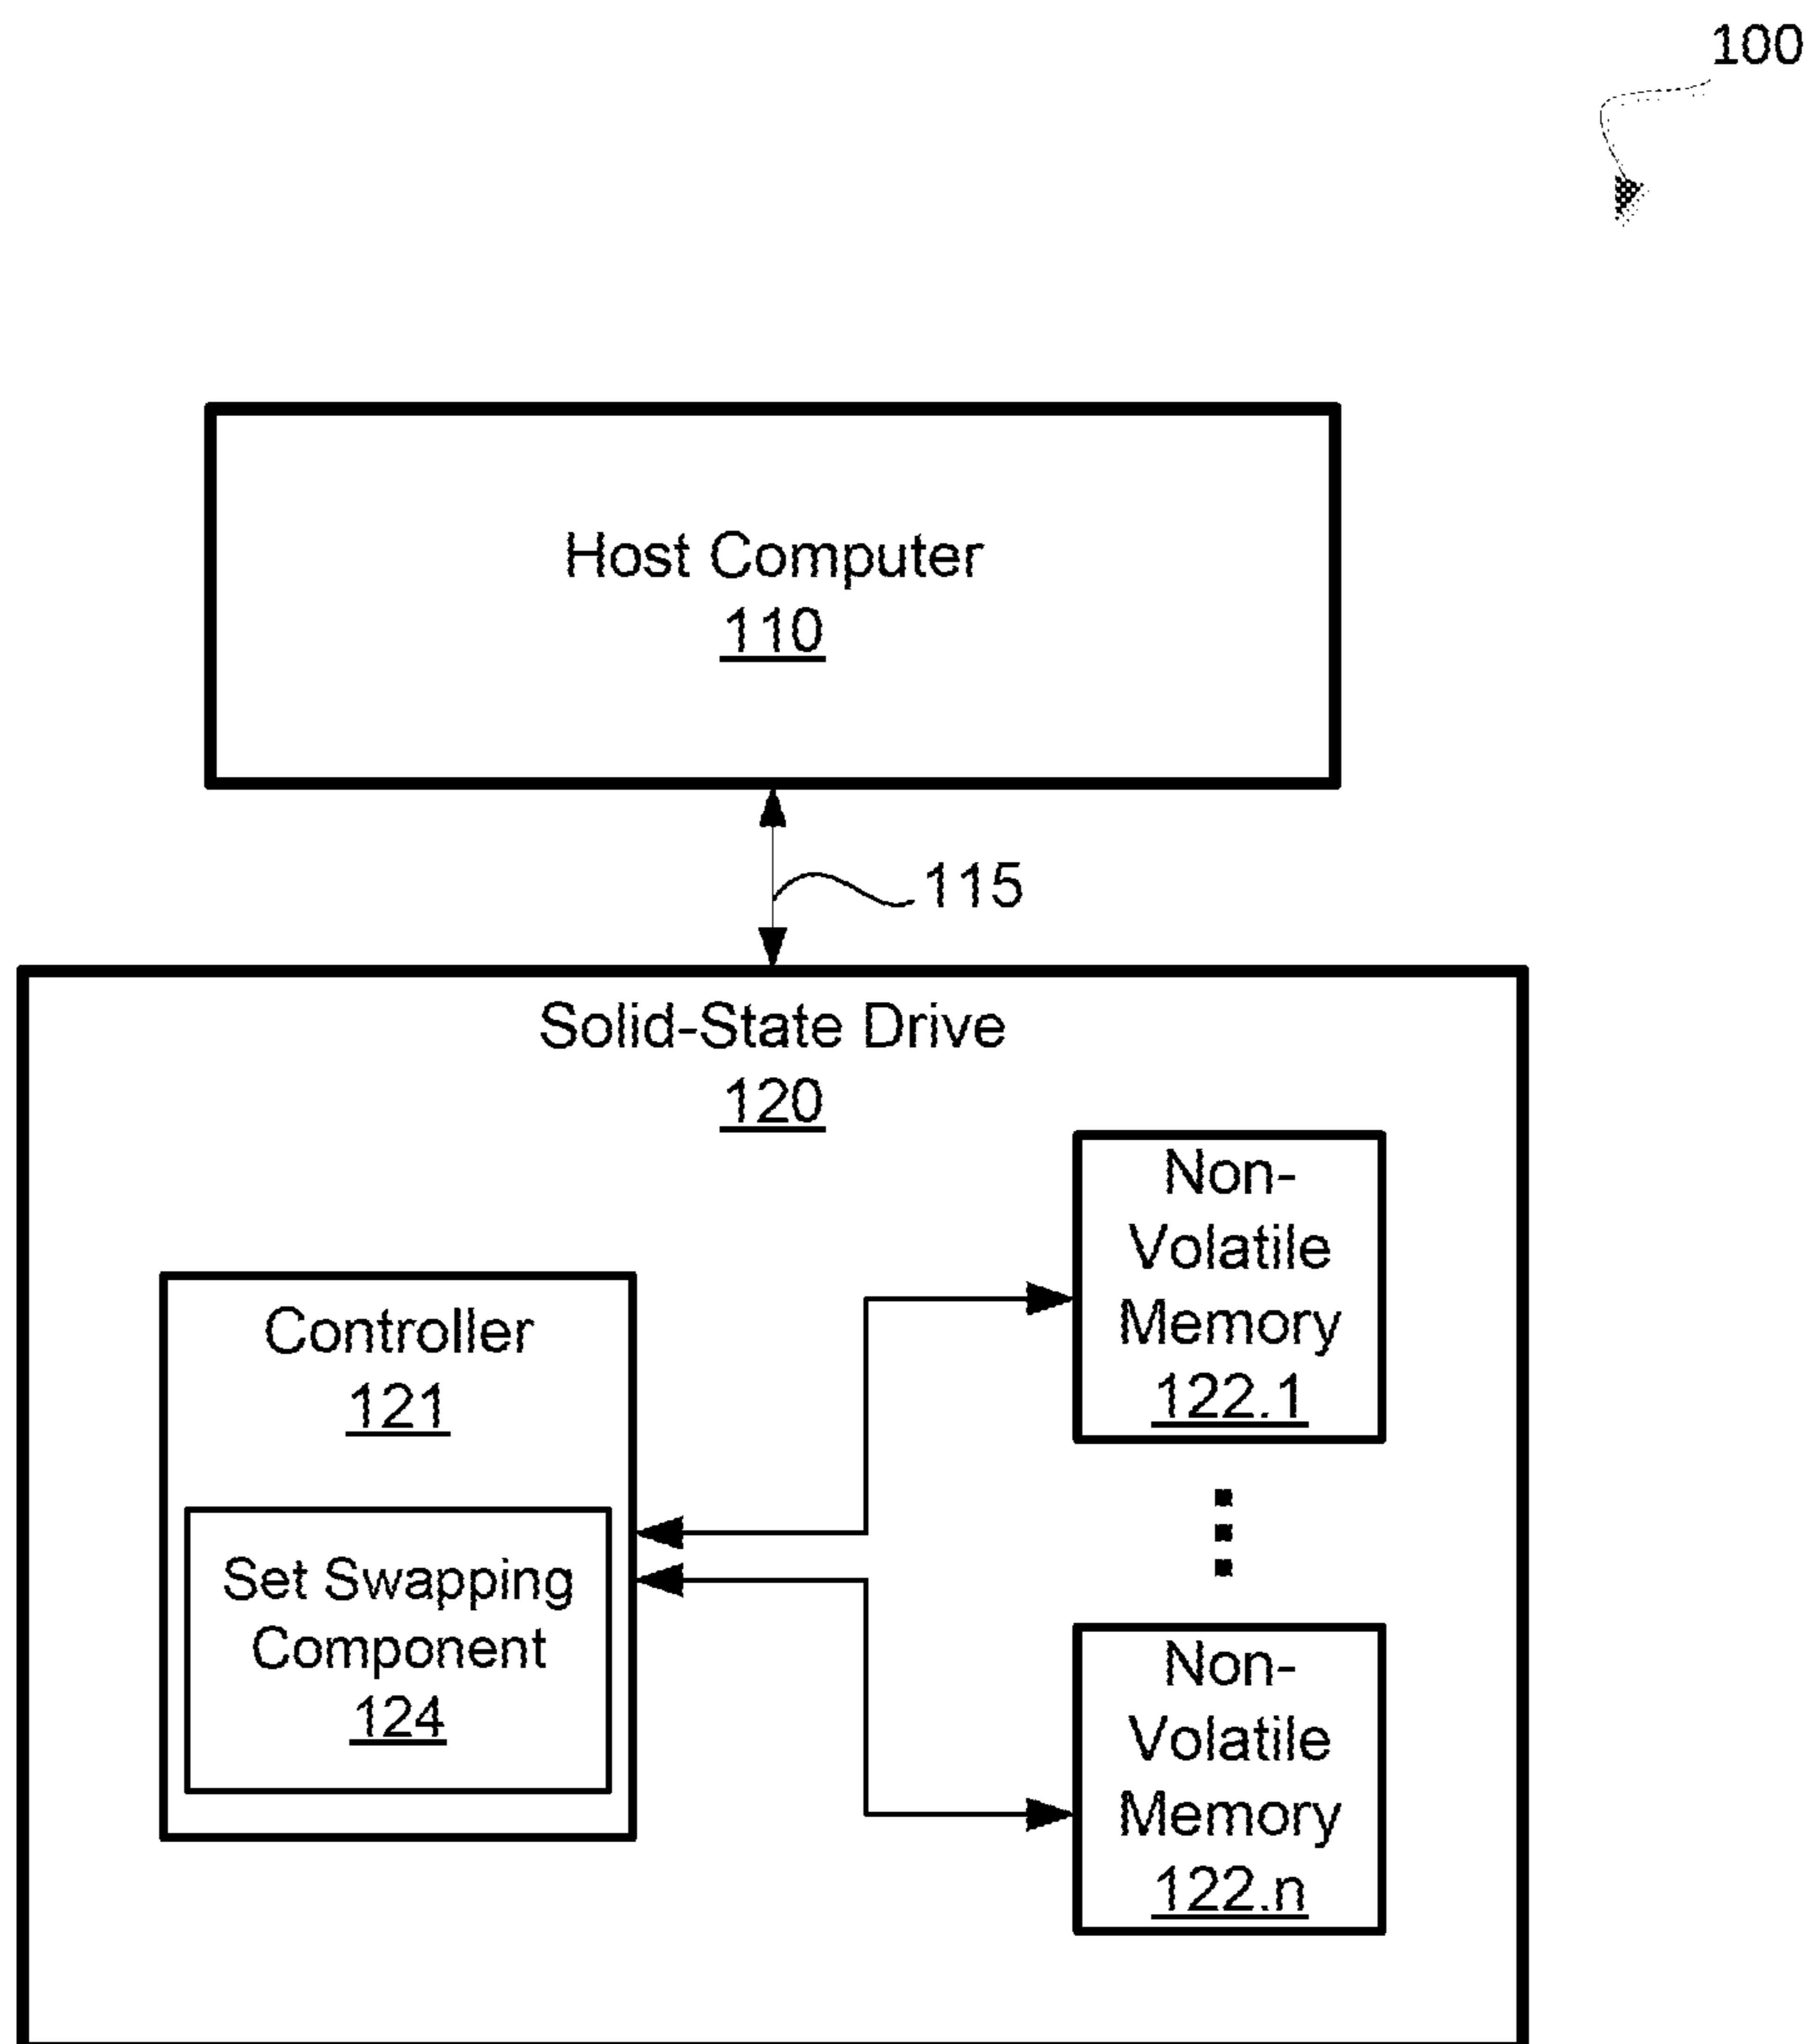 100
Host Computer
110
115
Solid-State Drive
120
Non-
Volatile
Memory
122.1
Controller
121
Set Swapping
Component
124
Non-
Volatile
Memory
122.n